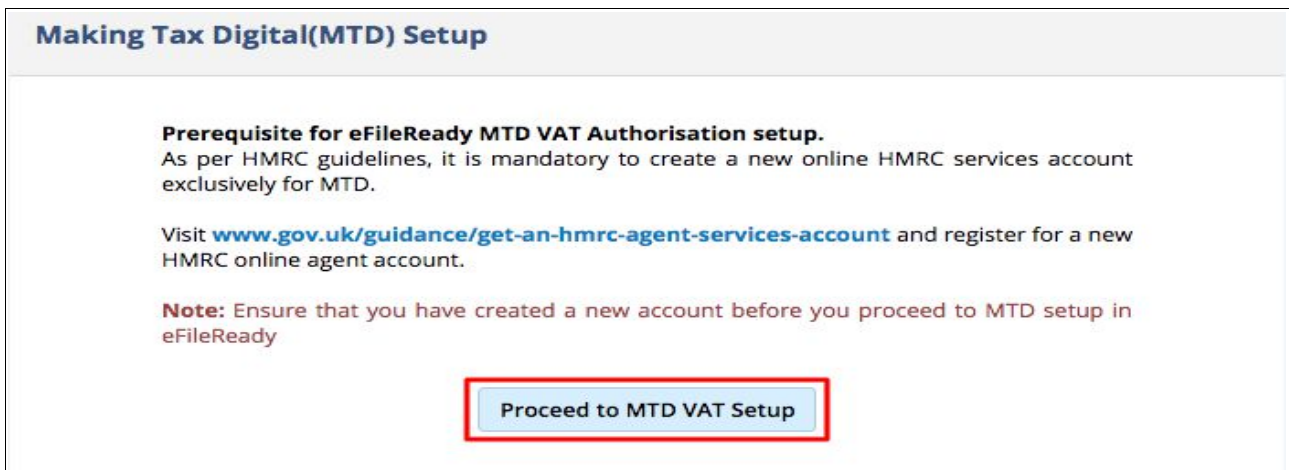 Making Tax Digital(MTD) Setup
Prerequisite for eFileReady MTD VAT Authorisation setup.
As per HMRC guidelines, it is mandatory to create a new online HMRC services account
exclusively for MTD.
Visit www.gov.uk/guidance/get-an-hmrc-agent-services-account and register for a new
HMRC online agent account.
Note: Ensure that you have created a new account before you proceed to MTD setup in
eFileReady
Proceed to MTD VAT Setup